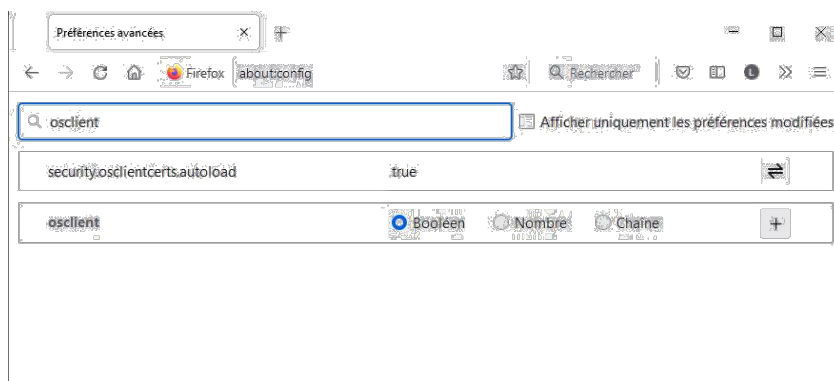 Préférences avancées
Firefox about:config Rechercher L
osclient Afficher uniquement les préférences modifiées
security.osclientcerts.autoload true
osclient Booléen Nombre Chaîne